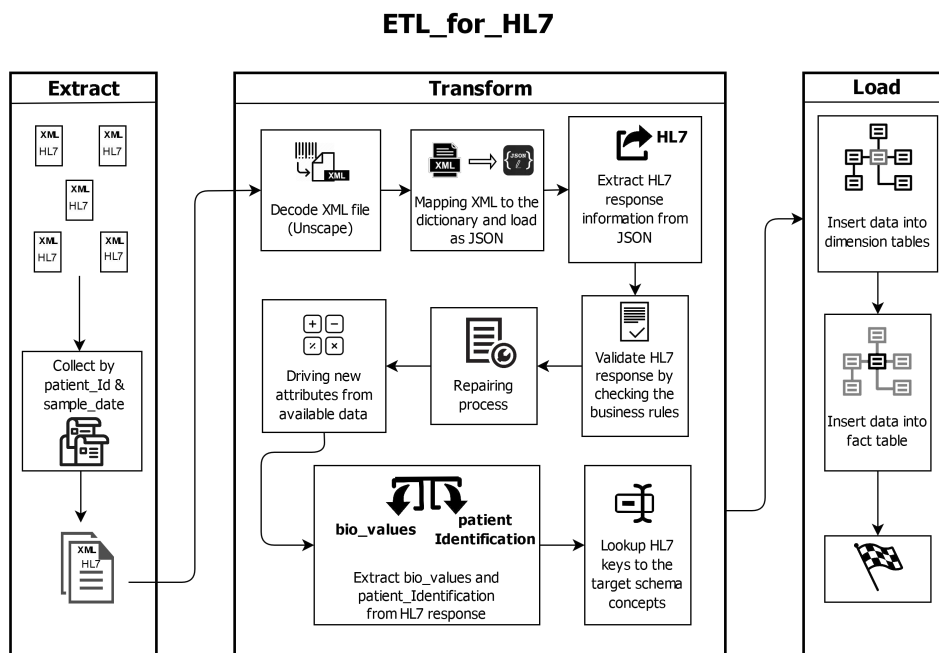 ETL_for_HL7
Extract
XML
HL7
XML
HL7
XML
HL7
XML
HL7
XML
HL7
Collect by
patient_Id &
sample_date
XML
HL7
Transform
XML
Decode XML file
(Unscape)
XML
JSON
Mapping XML to the
dictionary and load
as JSON
HL7
Extract HL7
response
information from
JSON
Validate HL7
response by
checking the
business rules
Repairing
process
Driving new
attributes from
available data
bio_values
patient
Identification
Extract bio_values and
patient_Identification
from HL7 response
Lookup HL7
keys to the
target schema
concepts
Load
Insert data into
dimension tables
Insert data into
fact table